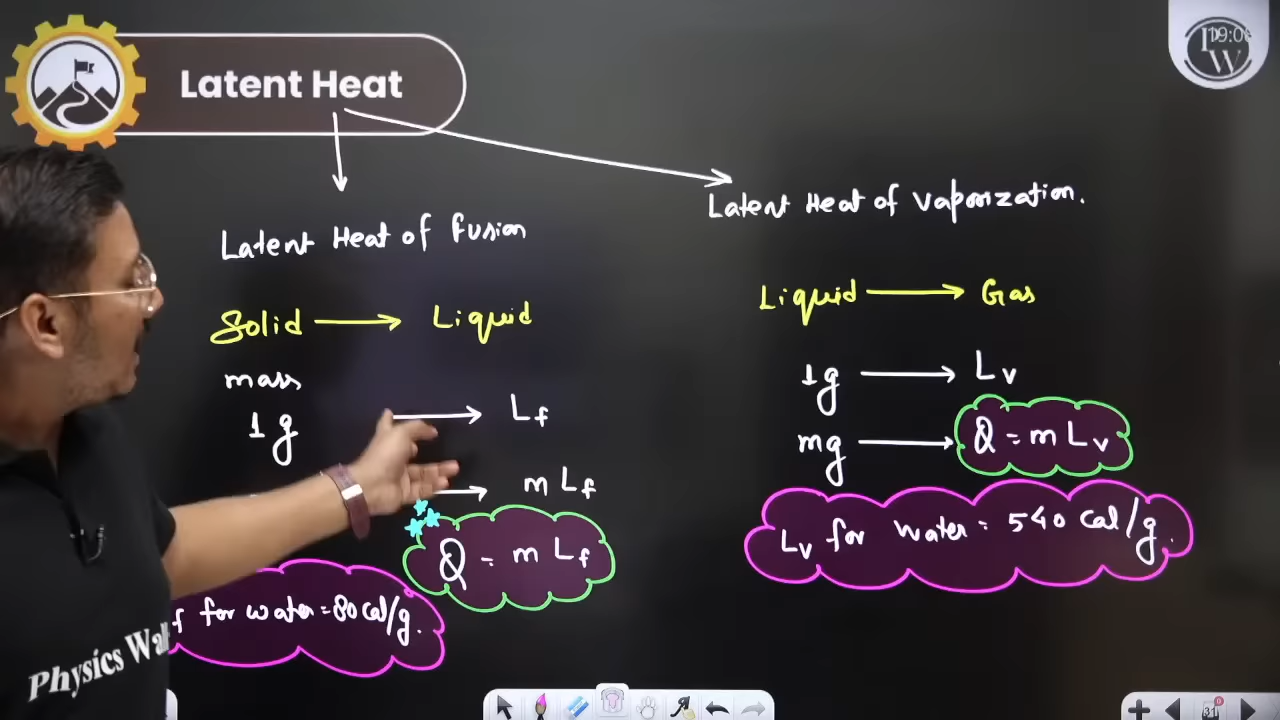 Latent Heat
Latent Heat of fusion
Solid → Liquid
mass
1g → Lf
→ m Lf
Q = m Lf
f for water = 80 cal/g.
Latent Heat of vaporization.
Liquid → Gas
1g → Lv
mg → Q = m Lv
Lv for water = 540 cal/g.
Physics Wal
W
31